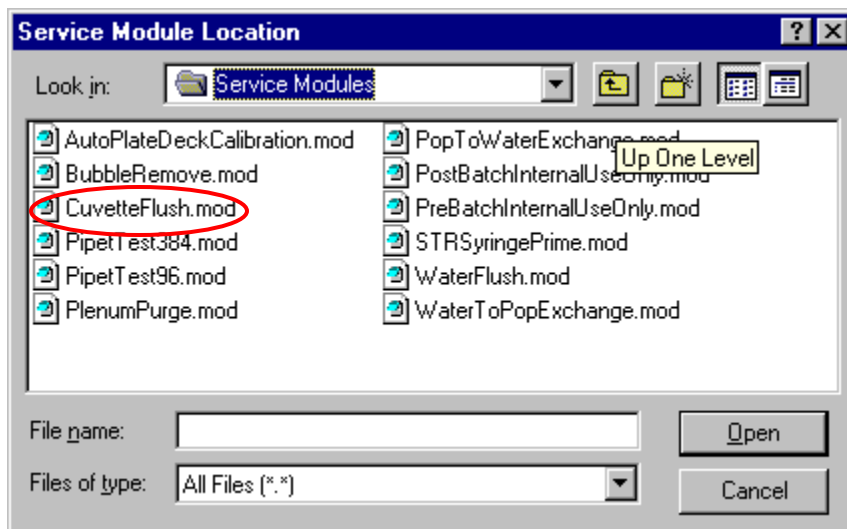 Service Module Location
Look in:
Service Modules
AutoPlateDeckCalibration.mod
BubbleRemove.mod
CuvetteFlush.mod
PipetTest384.mod
PipetTest96.mod
PlenumPurge.mod
PopToWaterExchange.mod
Up One Level
PostBatchInternalUseOnly.mod
PreBatchInternalUseOnly.mod
STRSyringePrime.mod
WaterFlush.mod
WaterToPopExchange.mod
File name:
Open
Files of type:
All Files (*.*)
Cancel